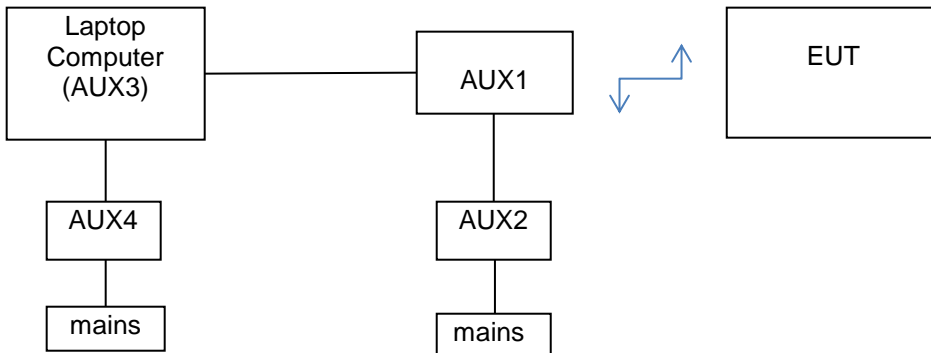 Laptop
Computer
(AUX3)
AUX1
EUT
AUX4
AUX2
mains
mains